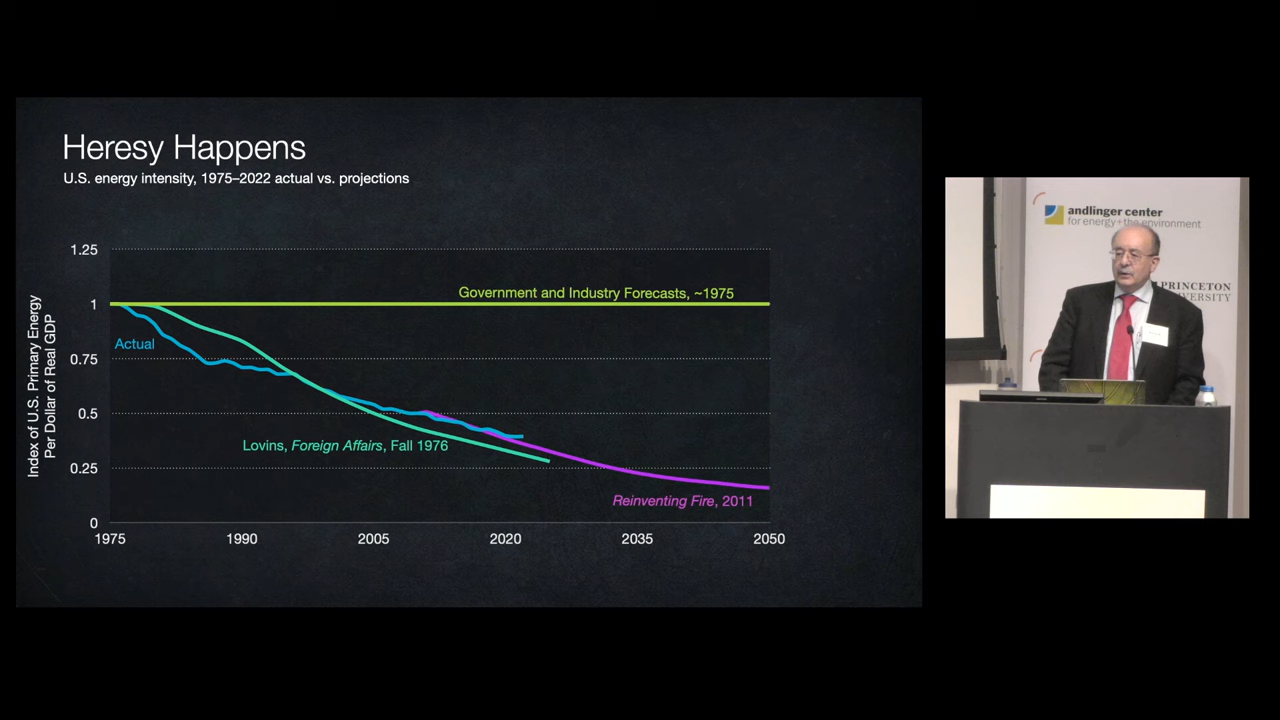 Heresy Happens
U.S. energy intensity, 1975–2022 actual vs. projections
Index of U.S. Primary Energy
Per Dollar of Real GDP
1.25
1
0.75
0.5
0.25
0
Government and Industry Forecasts, ~1975
Actual
Lovins, Foreign Affairs, Fall 1976
Reinventing Fire, 2011
1975
1990
2005
2020
2035
2050
andlinger center
for energy+the environment
PRINCETON